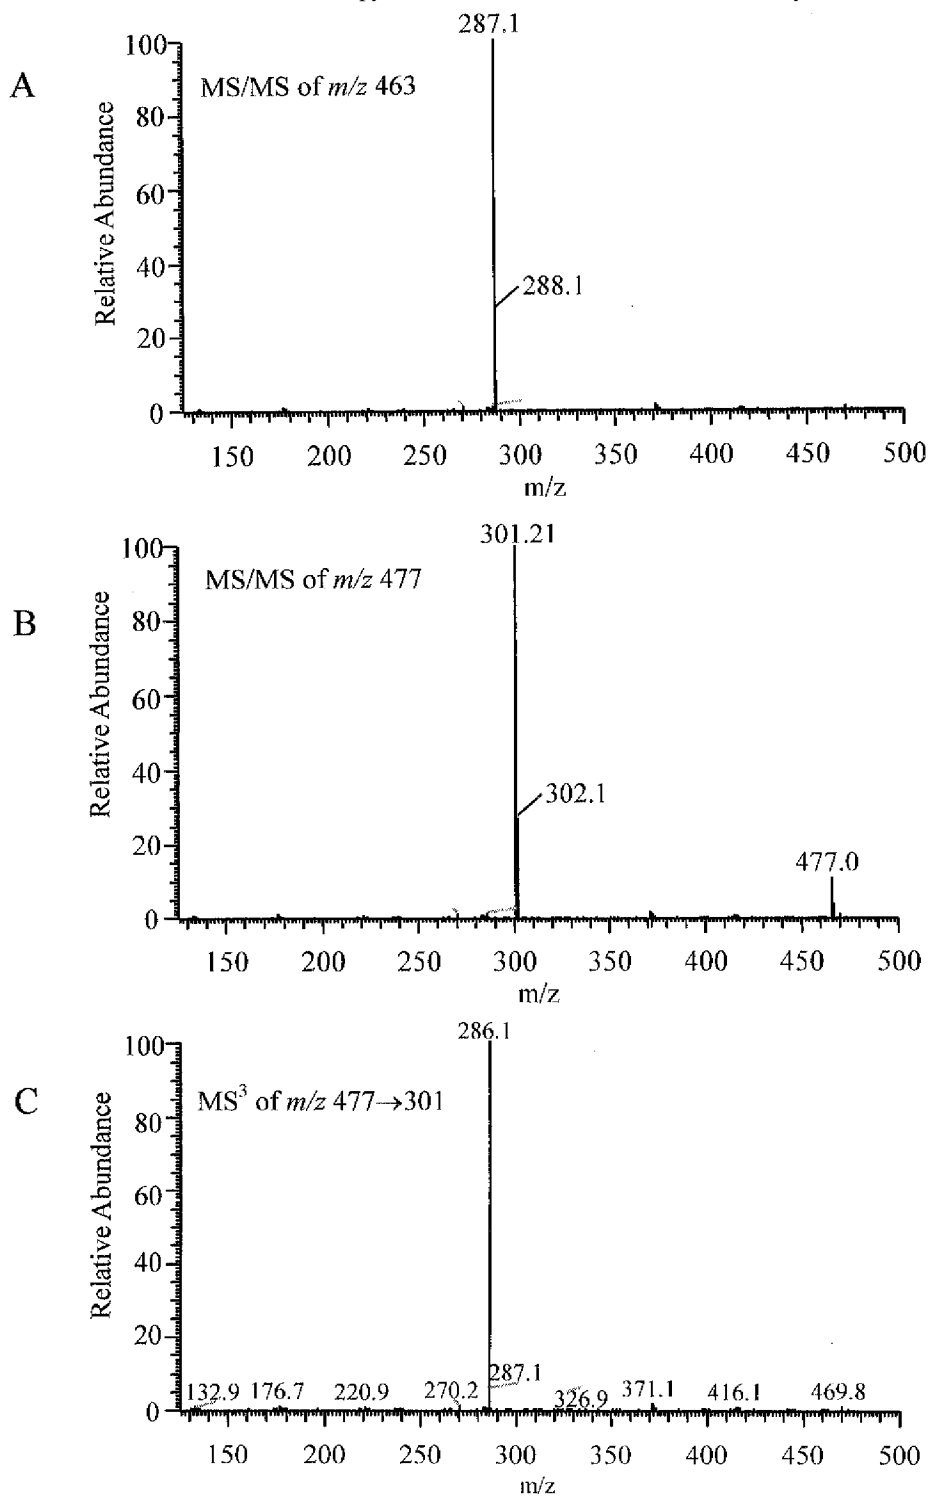 287.1
A
MS/MS of m/z 463
Relative Abundance
100
80
60
40
20
0
288.1
150 200 250 300 350 400 450 500
m/z
301.21
B
MS/MS of m/z 477
Relative Abundance
100
80
60
40
20
0
302.1
477.0
150 200 250 300 350 400 450 500
m/z
286.1
C
MS³ of m/z 477→301
Relative Abundance
100
80
60
40
20
0
287.1
132.9 176.7 220.9 270.2 326.9 371.1 416.1 469.8
150 200 250 300 350 400 450 500
m/z